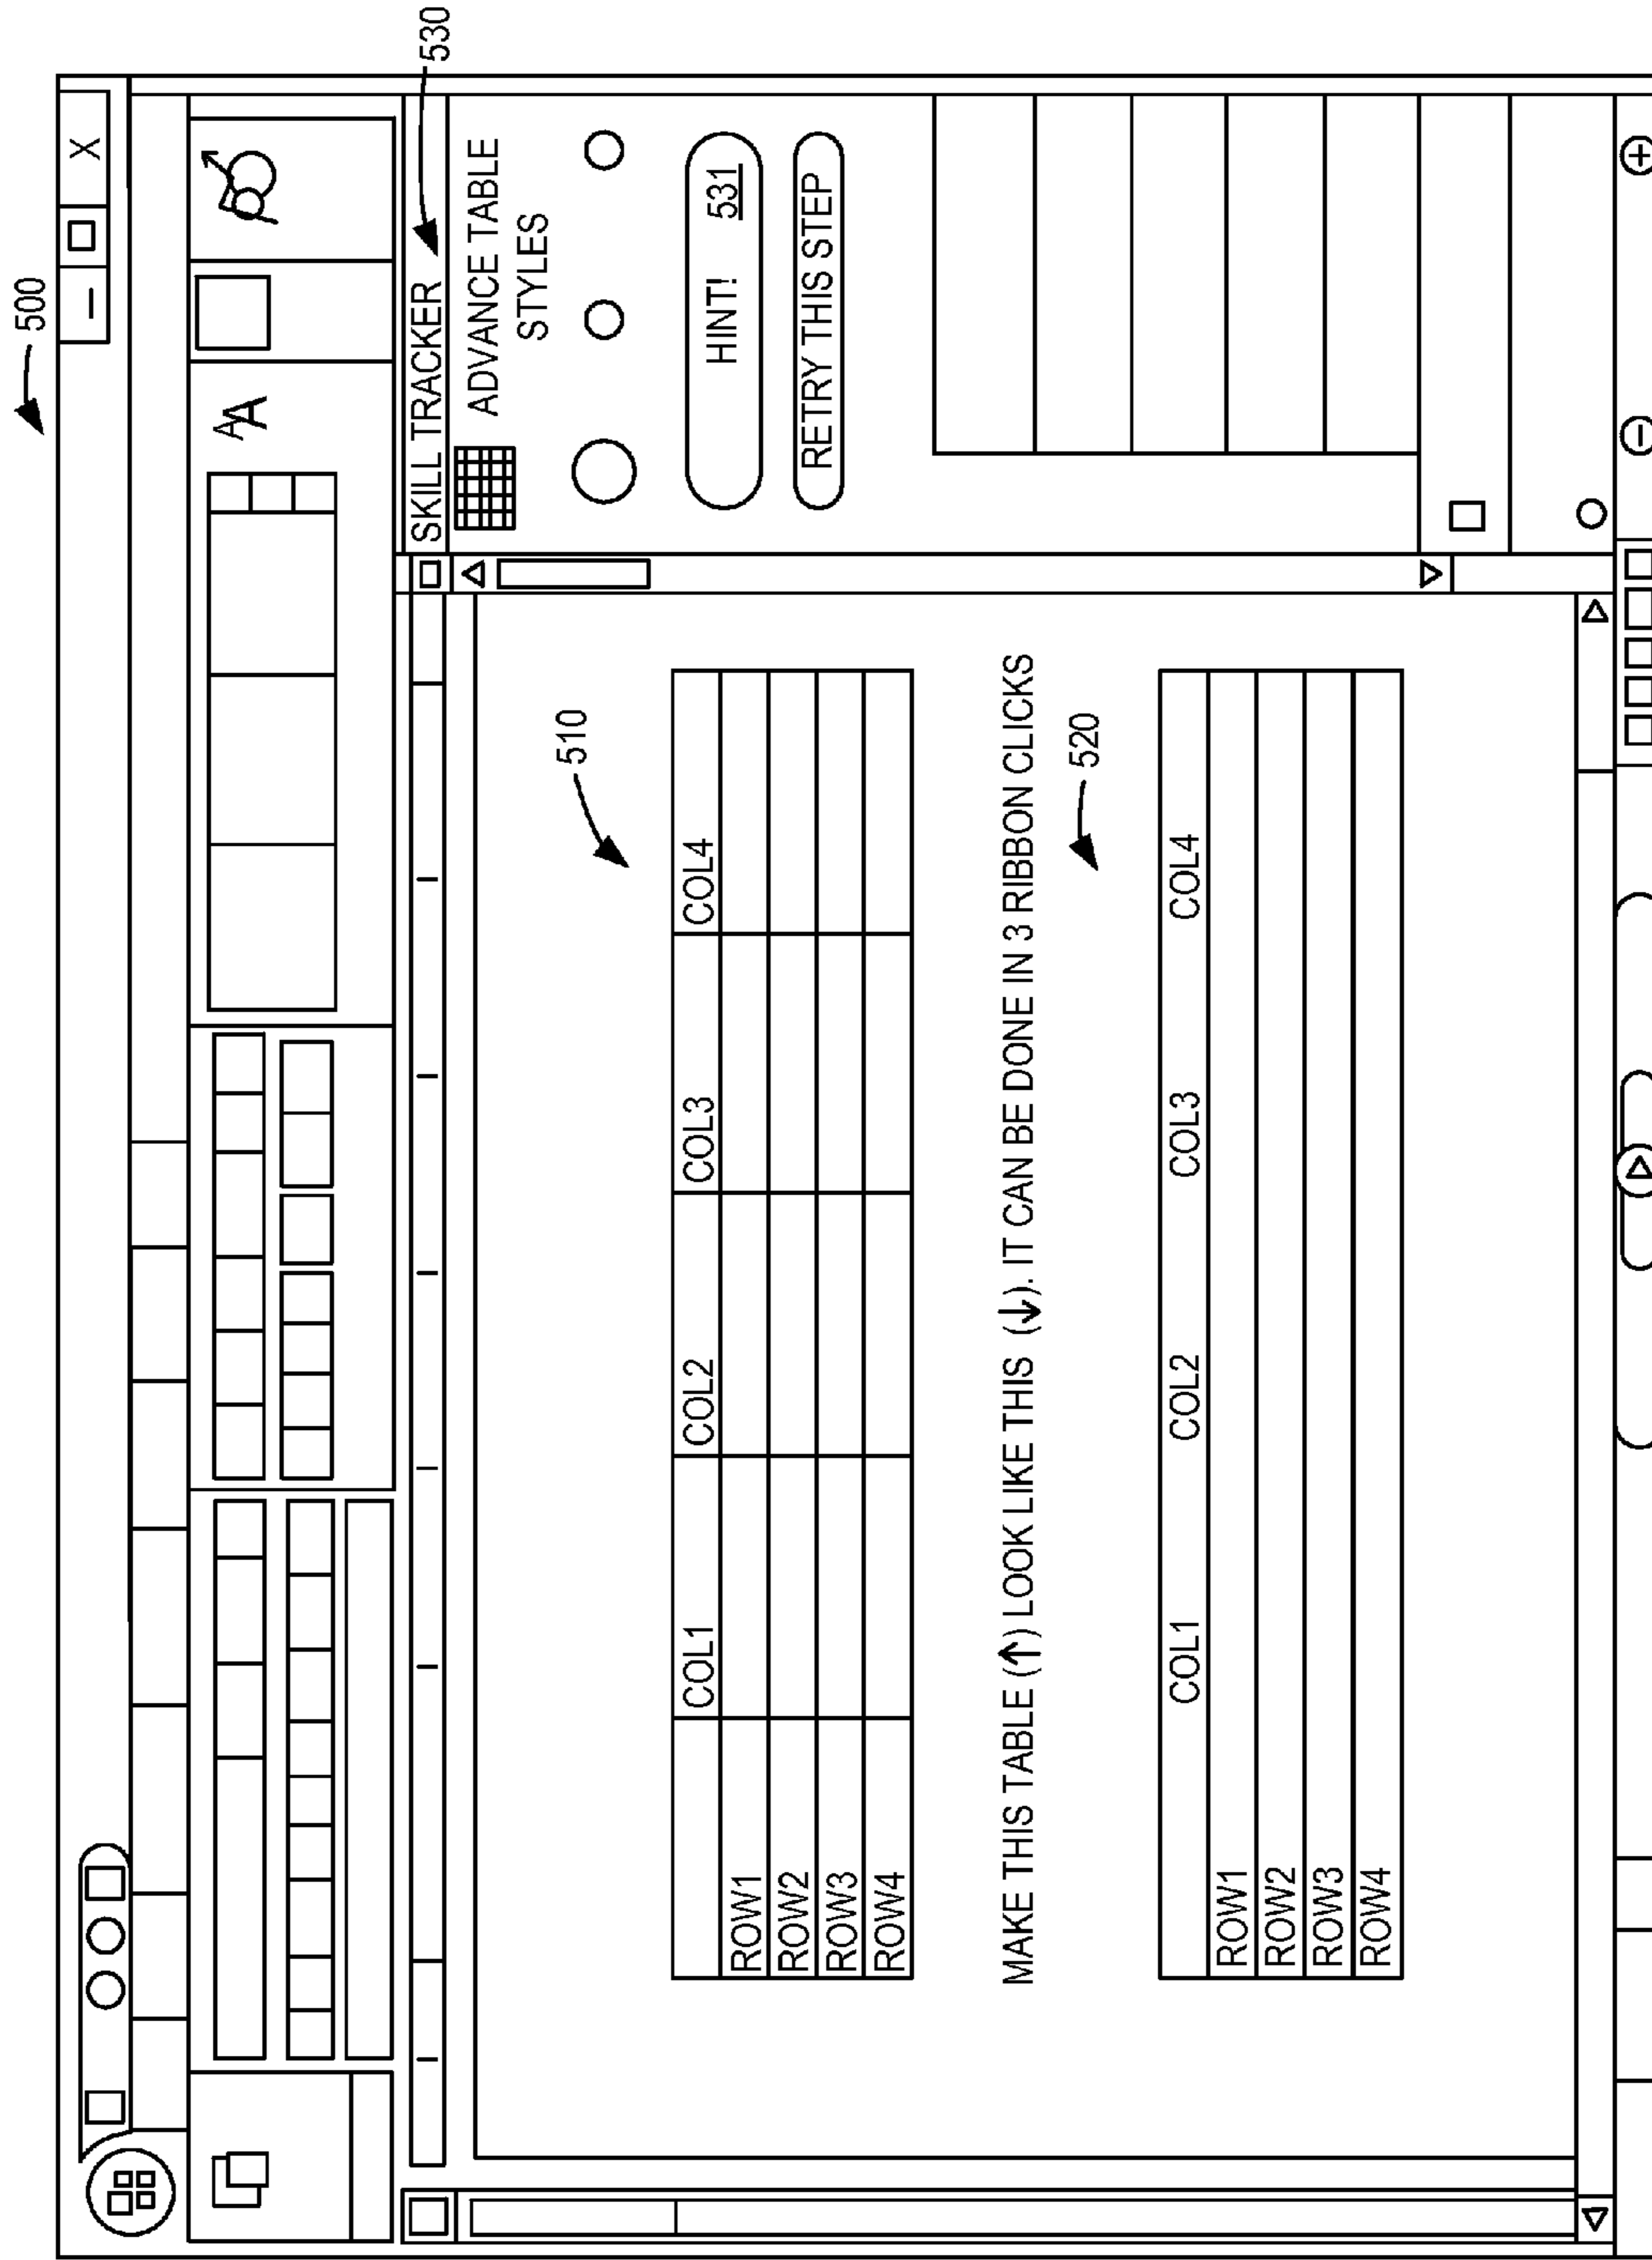 500
X
AA
SKILL TRACKER
530
ADVANCE TABLE
STYLES
HINT! 531
RETRY THIS STEP
510
COL1 COL2 COL3 COL4
ROW1
ROW2
ROW3
ROW4
MAKE THIS TABLE (↑) LOOK LIKE THIS (↓). IT CAN BE DONE IN 3 RIBBON CLICKS
520
COL1 COL2 COL3 COL4
ROW1
ROW2
ROW3
ROW4